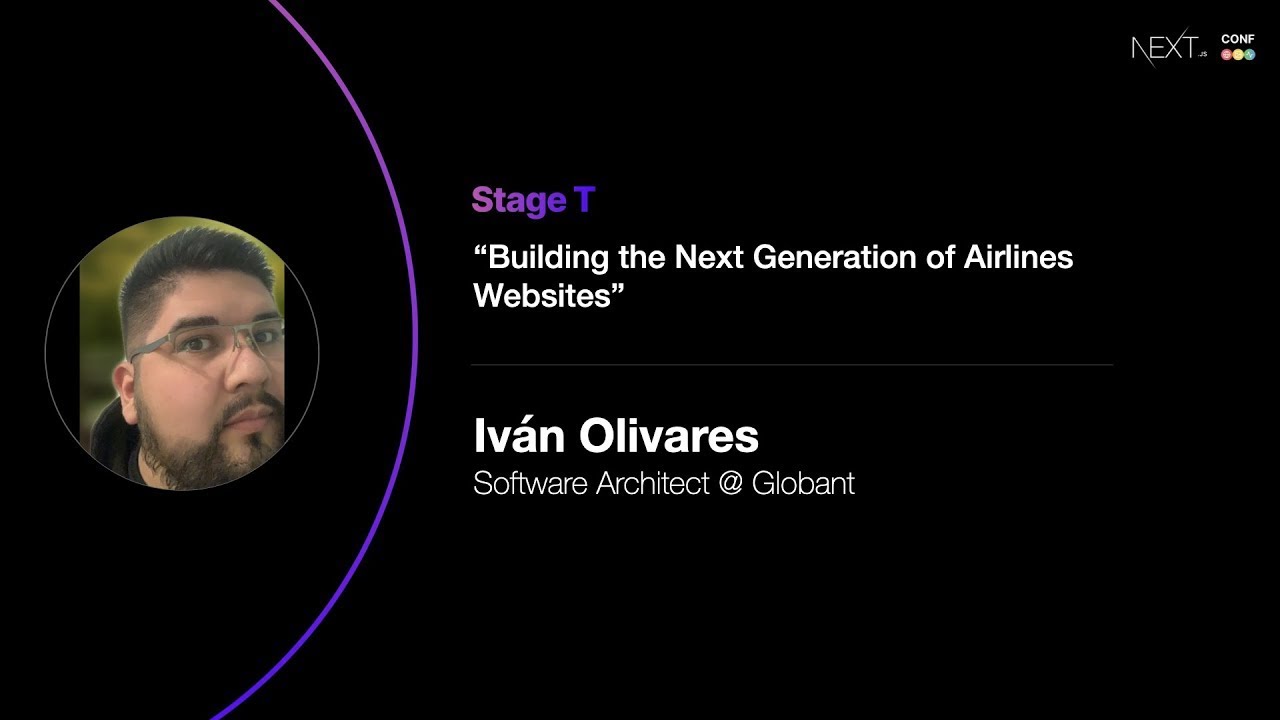 NEXT.JS CONF
Stage T
“Building the Next Generation of Airlines
Websites”
Iván Olivares
Software Architect @ Globant